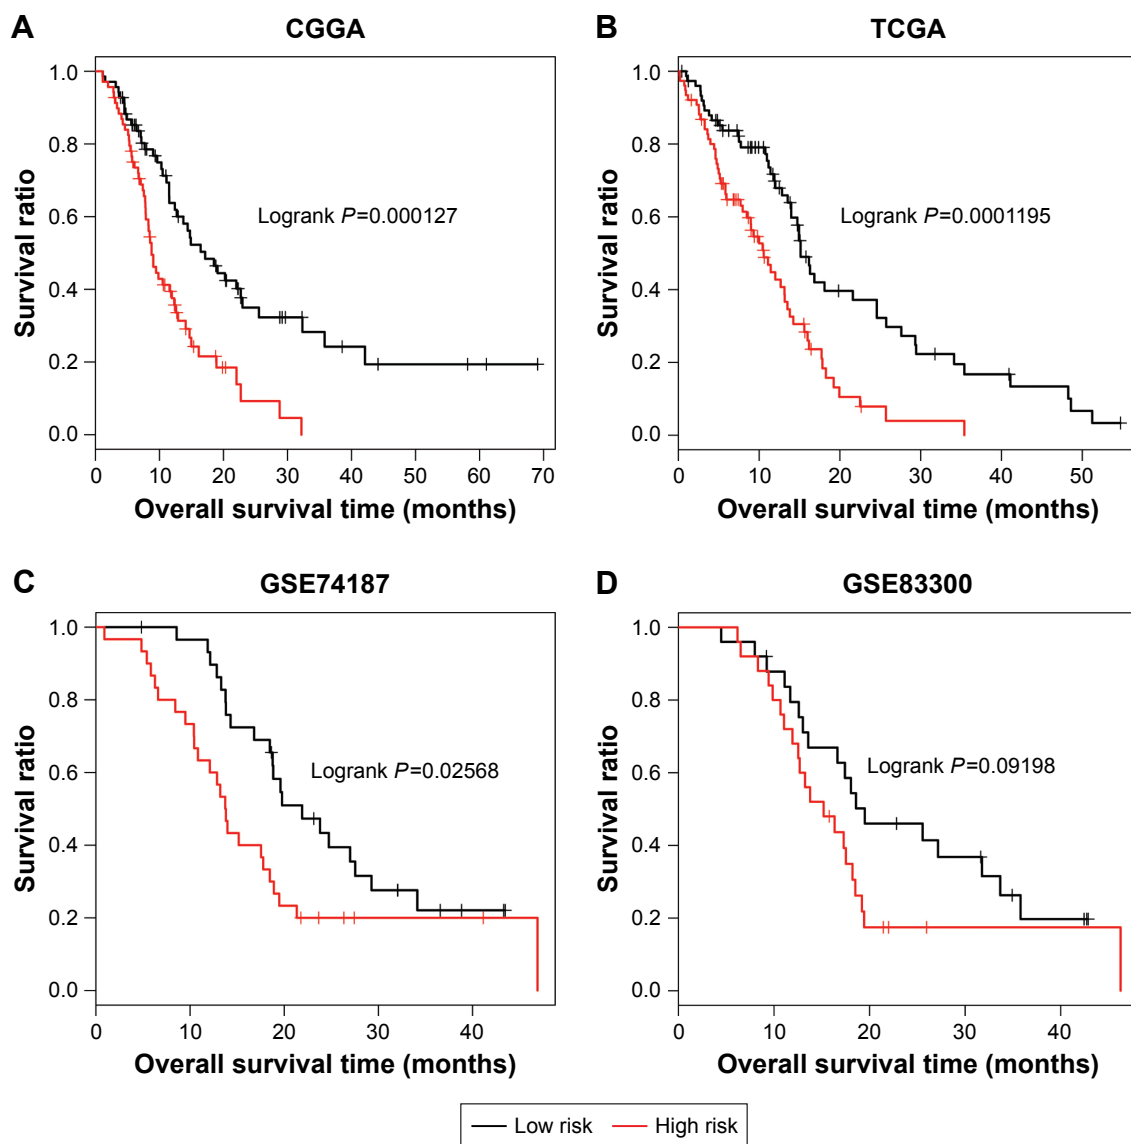 A CGGA
1.0
0.8
0.6
0.4
0.2
0.0
Survival ratio
Logrank P=0.000127
0 10 20 30 40 50 60 70
Overall survival time (months)
B TCGA
1.0
0.8
0.6
0.4
0.2
0.0
Survival ratio
Logrank P=0.0001195
0 10 20 30 40 50
Overall survival time (months)
C GSE74187
1.0
0.8
0.6
0.4
0.2
0.0
Survival ratio
Logrank P=0.02568
0 10 20 30 40
Overall survival time (months)
D GSE83300
1.0
0.8
0.6
0.4
0.2
0.0
Survival ratio
Logrank P=0.09198
0 10 20 30 40
Overall survival time (months)
Low risk High risk